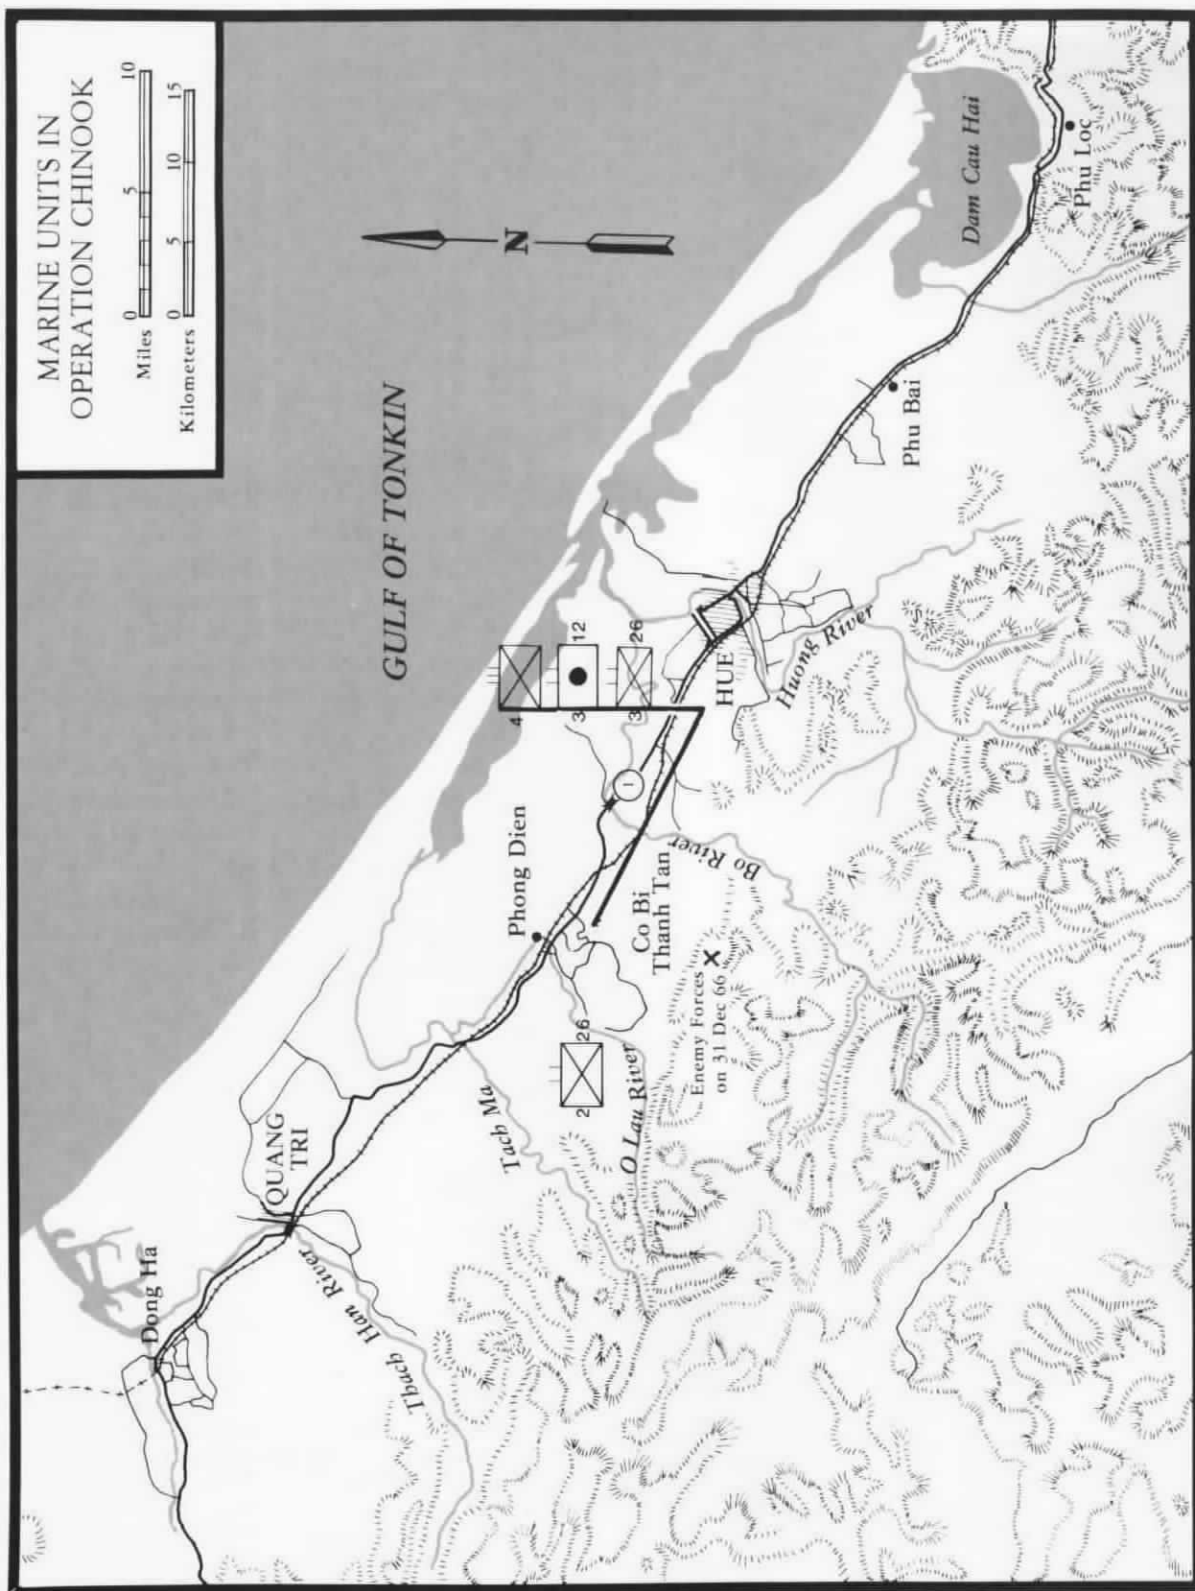 MARINE UNITS IN
OPERATION CHINOOK
0 5 10
Miles
0 5 10 15
Kilometers
N
GULF OF TONKIN
Dong Ha
QUANG
TRI
Thach Han River
Tach Ma
Phong Dien
2 26
O Lau River
Co Bi
Thanh Tan
Enemy Forces
on 31 Dec 66
X
Bo River
1
4
3 12
3 26
HUE
Huong River
Phu Bai
Dam Cau Hai
Phu Loc